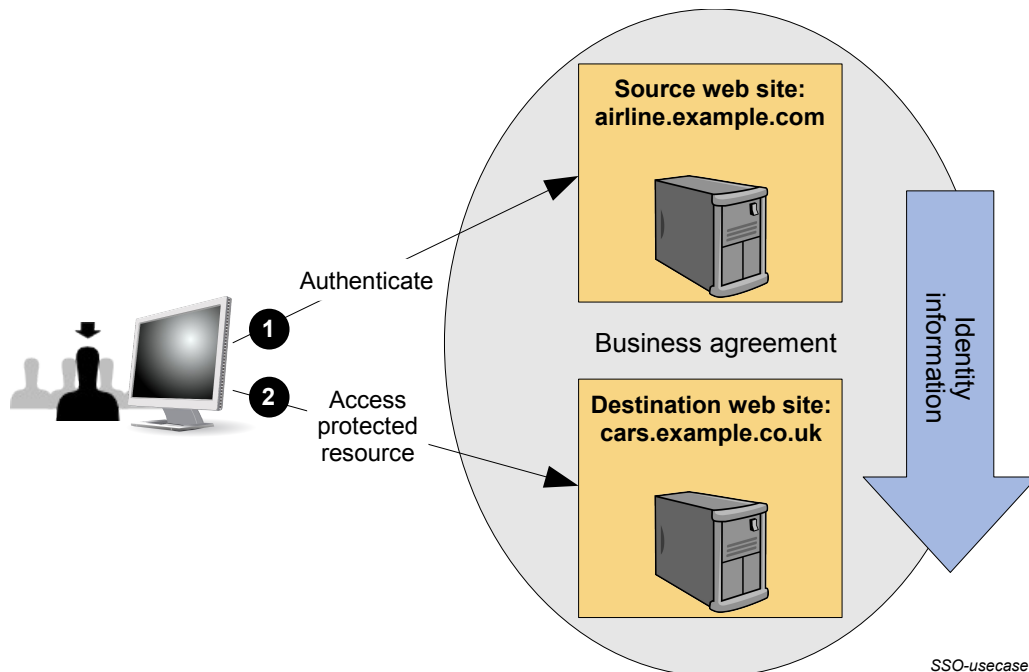 Source web site:
airline.example.com
Authenticate
1
Business agreement
Identity
information
2
Access
protected
resource
Destination web site:
cars.example.co.uk
SSO-usecase